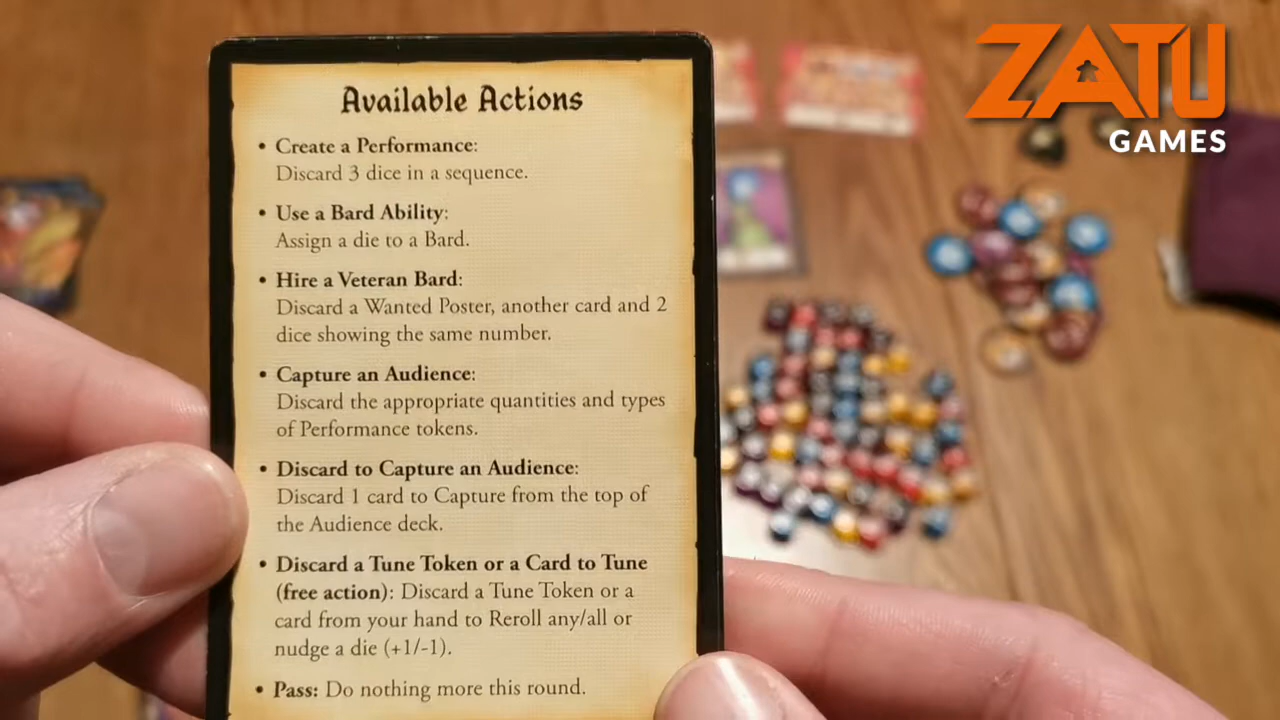 ZATU
GAMES
Available Actions
• Create a Performance:
Discard 3 dice in a sequence.
• Use a Bard Ability:
Assign a die to a Bard.
• Hire a Veteran Bard:
Discard a Wanted Poster, another card and 2
dice showing the same number.
• Capture an Audience:
Discard the appropriate quantities and types
of Performance tokens.
• Discard to Capture an Audience:
Discard 1 card to Capture from the top of
the Audience deck.
• Discard a Tune Token or a Card to Tune
(free action): Discard a Tune Token or a
card from your hand to Reroll any/all or
nudge a die (+1/-1).
• Pass: Do nothing more this round.